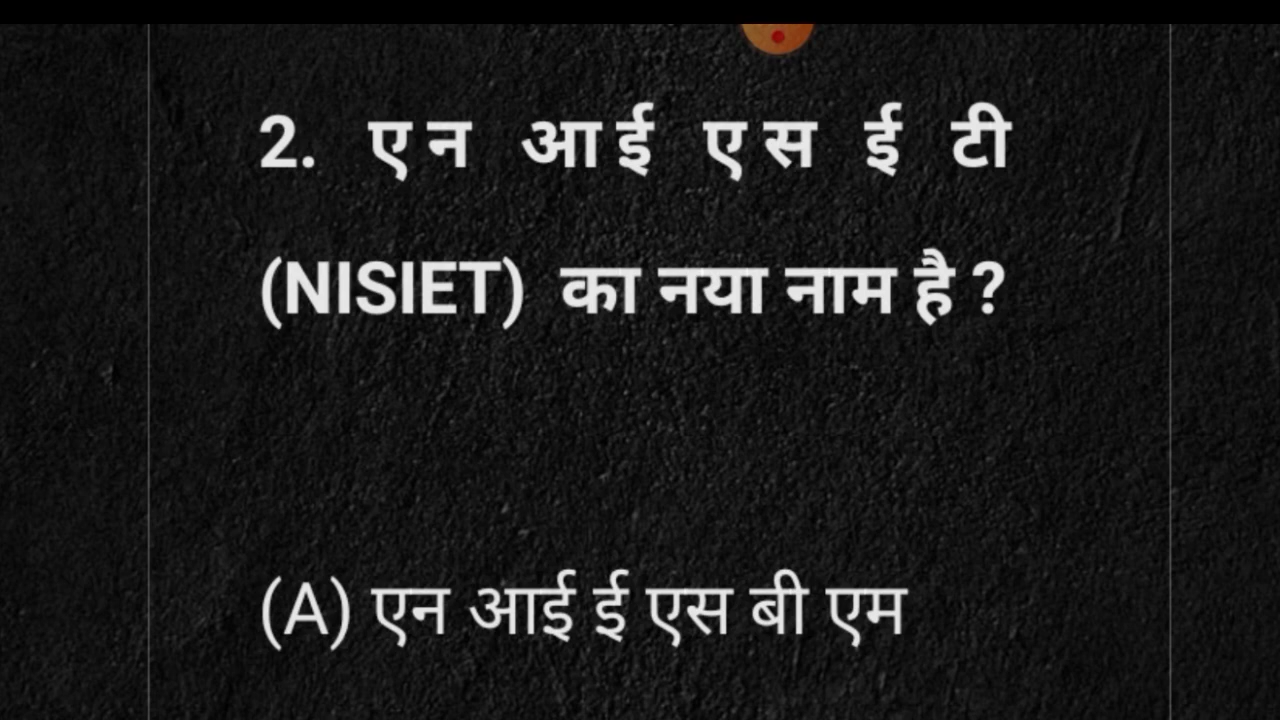 2. एन आई एस ई टी
(NISIET) का नया नाम है ?
(A) एन आई ई एस बी एम